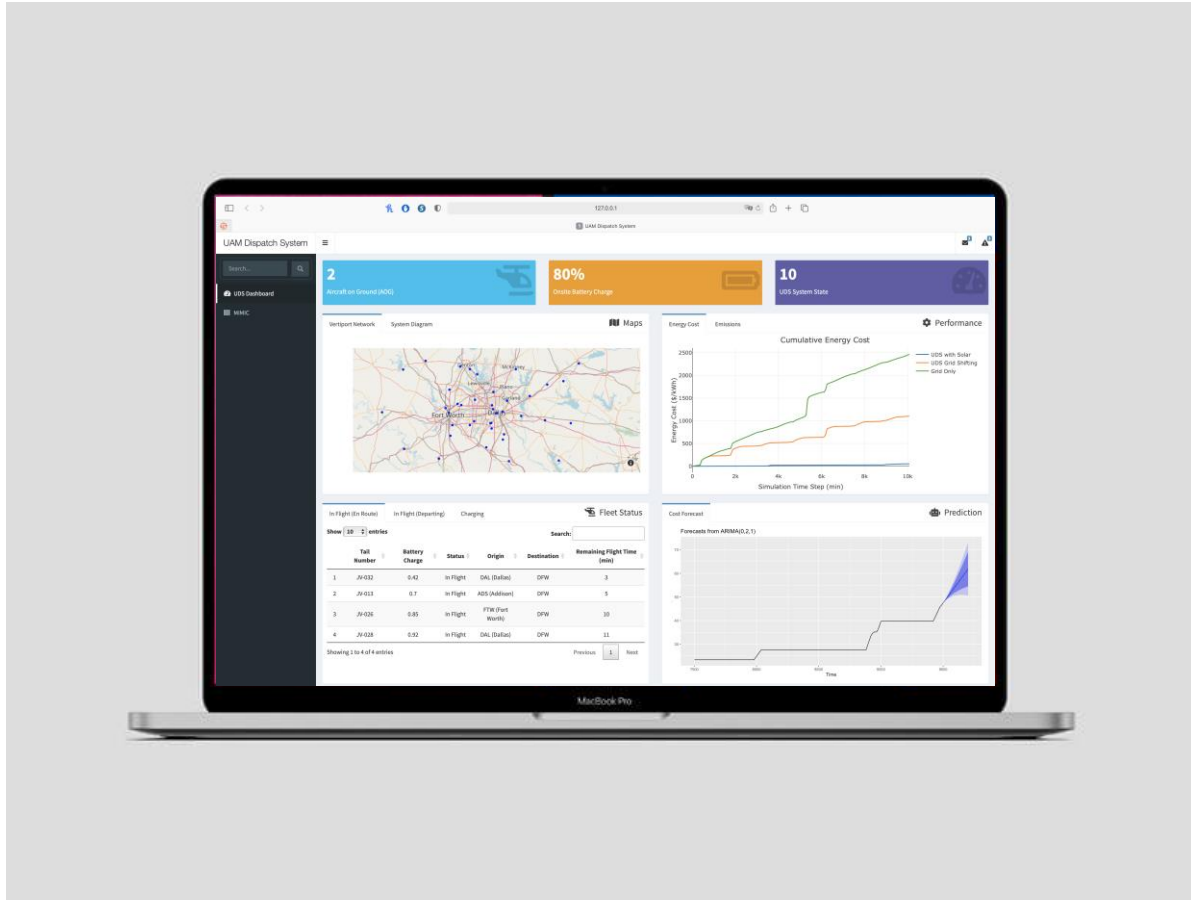 127.0.0.1
UAM Dispatch System
UAM Dispatch System
Search...
UDS Dashboard
MIMIC
2
Aircraft on Ground (AOG)
80%
Onsite Battery Charge
10
UDS System State
Vertiport Network System Diagram Maps
Denton
McKinney
Lewisville
Plano
Garland
Fort Worth
Dallas
Energy Cost Emissions Performance
Cumulative Energy Cost
2500
2000
1500
1000
500
0
Energy Cost ($/kWh)
0 2k 4k 6k 8k 10k
Simulation Time Step (min)
UDS with Solar
UDS Grid Shifting
Grid Only
In Flight (En Route) In Flight (Departing) Charging Fleet Status
Show 10 entries Search:
Tail Number Battery Charge Status Origin Destination Remaining Flight Time (min)
1 JV-032 0.42 In Flight DAL (Dallas) DFW 3
2 JV-013 0.7 In Flight ADS (Addison) DFW 5
3 JV-026 0.85 In Flight FTW (Fort Worth) DFW 10
4 JV-028 0.92 In Flight DAL (Dallas) DFW 11
Showing 1 to 4 of 4 entries Previous 1 Next
Cost Forecast Prediction
Forecasts from ARIMA(0,2,1)
Time
MacBook Pro